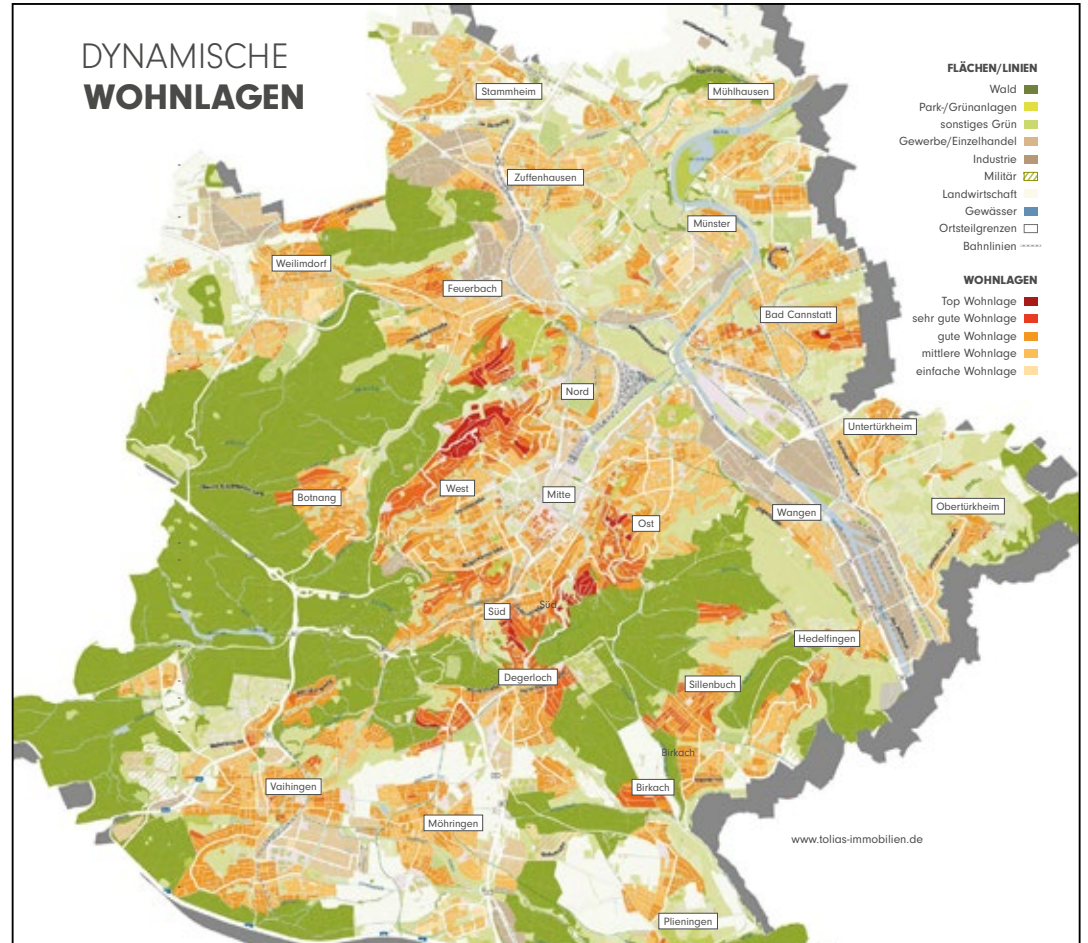 DYNAMISCHE
WOHNLAGEN
FLÄCHEN/LINIEN
Wald
Park-/Grünanlagen
sonstiges Grün
Gewerbe/Einzelhandel
Industrie
Militär
Landwirtschaft
Gewässer
Ortsteilgrenzen
Bahnlinien
WOHNLAGEN
Top Wohnlage
sehr gute Wohnlage
gute Wohnlage
mittlere Wohnlage
einfache Wohnlage
Stammheim
Mühlhausen
Zuffenhausen
Münster
Weilimdorf
Feuerbach
Bad Cannstatt
Nord
Untertürkheim
West
Mitte
Botnang
Ost
Wangen
Obertürkheim
Süd
Süd
Hedelfingen
Degerloch
Sillenbuch
Birkach
Vaihingen
Birkach
Möhringen
www.tolias-immobilien.de
Plieningen